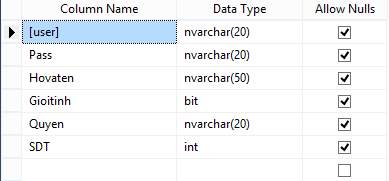 Column Name Data Type Allow Nulls
[user] nvarchar(20)
Pass nvarchar(20)
Hovaten nvarchar(50)
Gioitinh bit
Quyen nvarchar(20)
SDT int